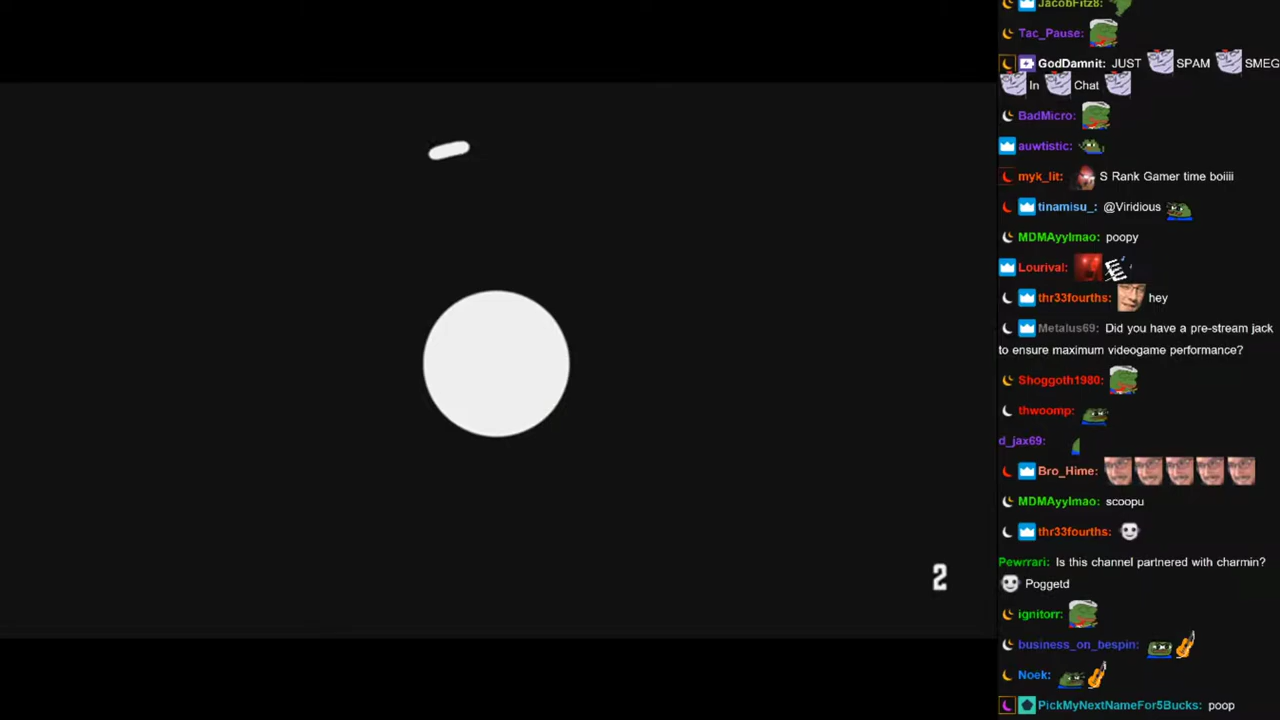 JacobFitz8:
Tac_Pause:
GodDamnit: JUST SPAM SMEG
In Chat
BadMicro:
auwtistic:
myk_lit: S Rank Gamer time boiiii
tinamisu_: @Viridious
MDMAyylmao: poopy
Lourival:
thr33fourths: hey
Metalus69: Did you have a pre-stream jack
to ensure maximum videogame performance?
Shoggoth1980:
thwoomp:
d_jax69:
Bro_Hime:
MDMAyylmao: scoopu
thr33fourths:
Pewrrari: Is this channel partnered with charmin?
Poggetd
2
ignitorr:
business_on_bespin:
Noek:
PickMyNextNameFor5Bucks: poop